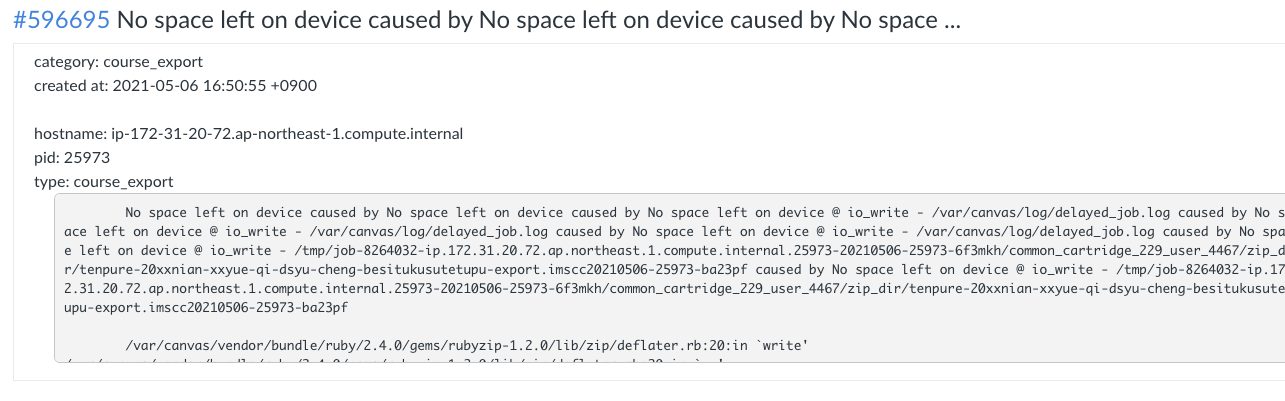 #596695 No space left on device caused by No space left on device caused by No space ...
category: course_export
created at: 2021-05-06 16:50:55 +0900
hostname: ip-172-31-20-72.ap-northeast-1.compute.internal
pid: 25973
type: course_export
No space left on device caused by No space left on device caused by No space left on device @ io_write - /var/canvas/log/delayed_job.log caused by No s
ace left on device @ io_write - /var/canvas/log/delayed_job.log caused by No space left on device @ io_write - /var/canvas/log/delayed_job.log caused by No spa
e left on device @ io_write - /tmp/job-8264032-ip.172.31.20.72.ap.northeast.1.compute.internal.25973-20210506-25973-6f3mkh/common_cartridge_229_user_4467/zip_d
r/tenpure-20xxnian-xxyue-qi-dsyu-cheng-besitukusutetupu-export.imscc20210506-25973-ba23pf caused by No space left on device @ io_write - /tmp/job-8264032-ip.17
2.31.20.72.ap.northeast.1.compute.internal.25973-20210506-25973-6f3mkh/common_cartridge_229_user_4467/zip_dir/tenpure-20xxnian-xxyue-qi-dsyu-cheng-besitukusute
upu-export.imscc20210506-25973-ba23pf
/var/canvas/vendor/bundle/ruby/2.4.0/gems/rubyzip-1.2.0/lib/zip/deflater.rb:20:in `write'